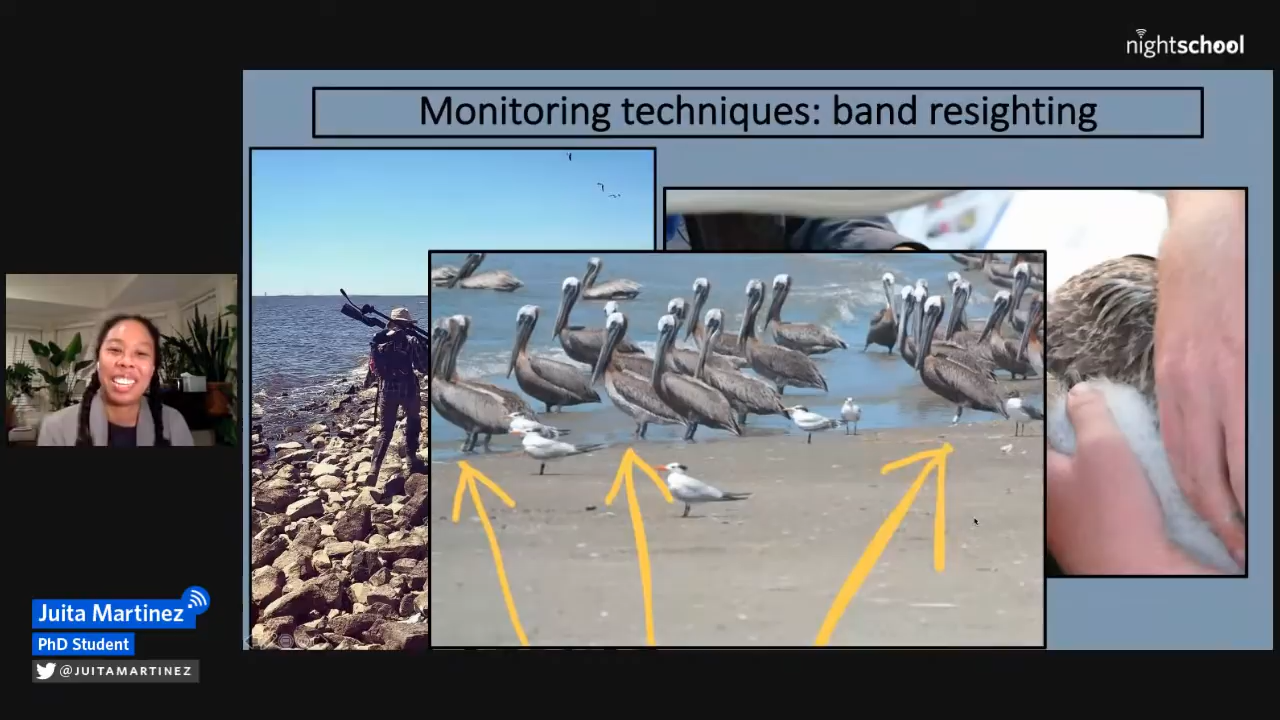 nightschool
Monitoring techniques: band resighting
Juita Martinez
PhD Student
@JUITAMARTINEZ